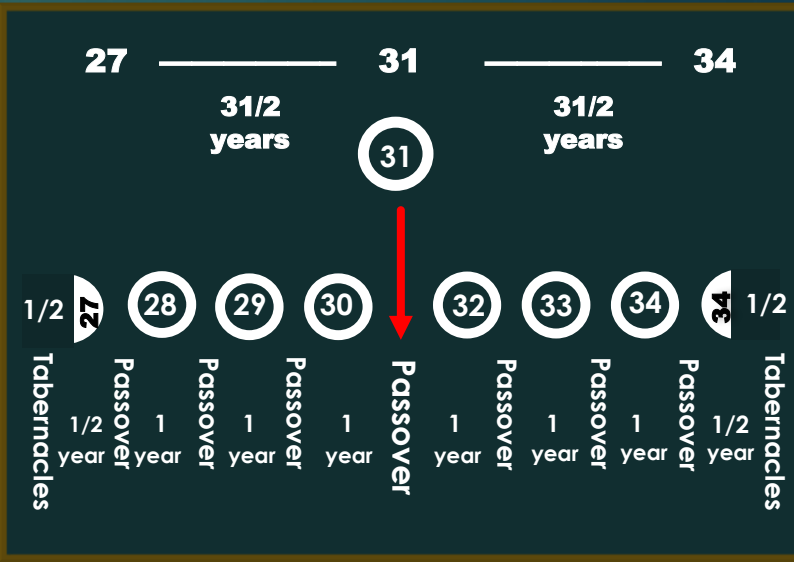 27 31 34
31/2 31/2
years years
31
1/2 27 28 29 30 32 33 34 34 1/2
Tabernacles Passover Passover Passover Passover Passover Passover Passover Tabernacles
1/2 1 1 1 1 1 1 1/2
year year year year year year year year